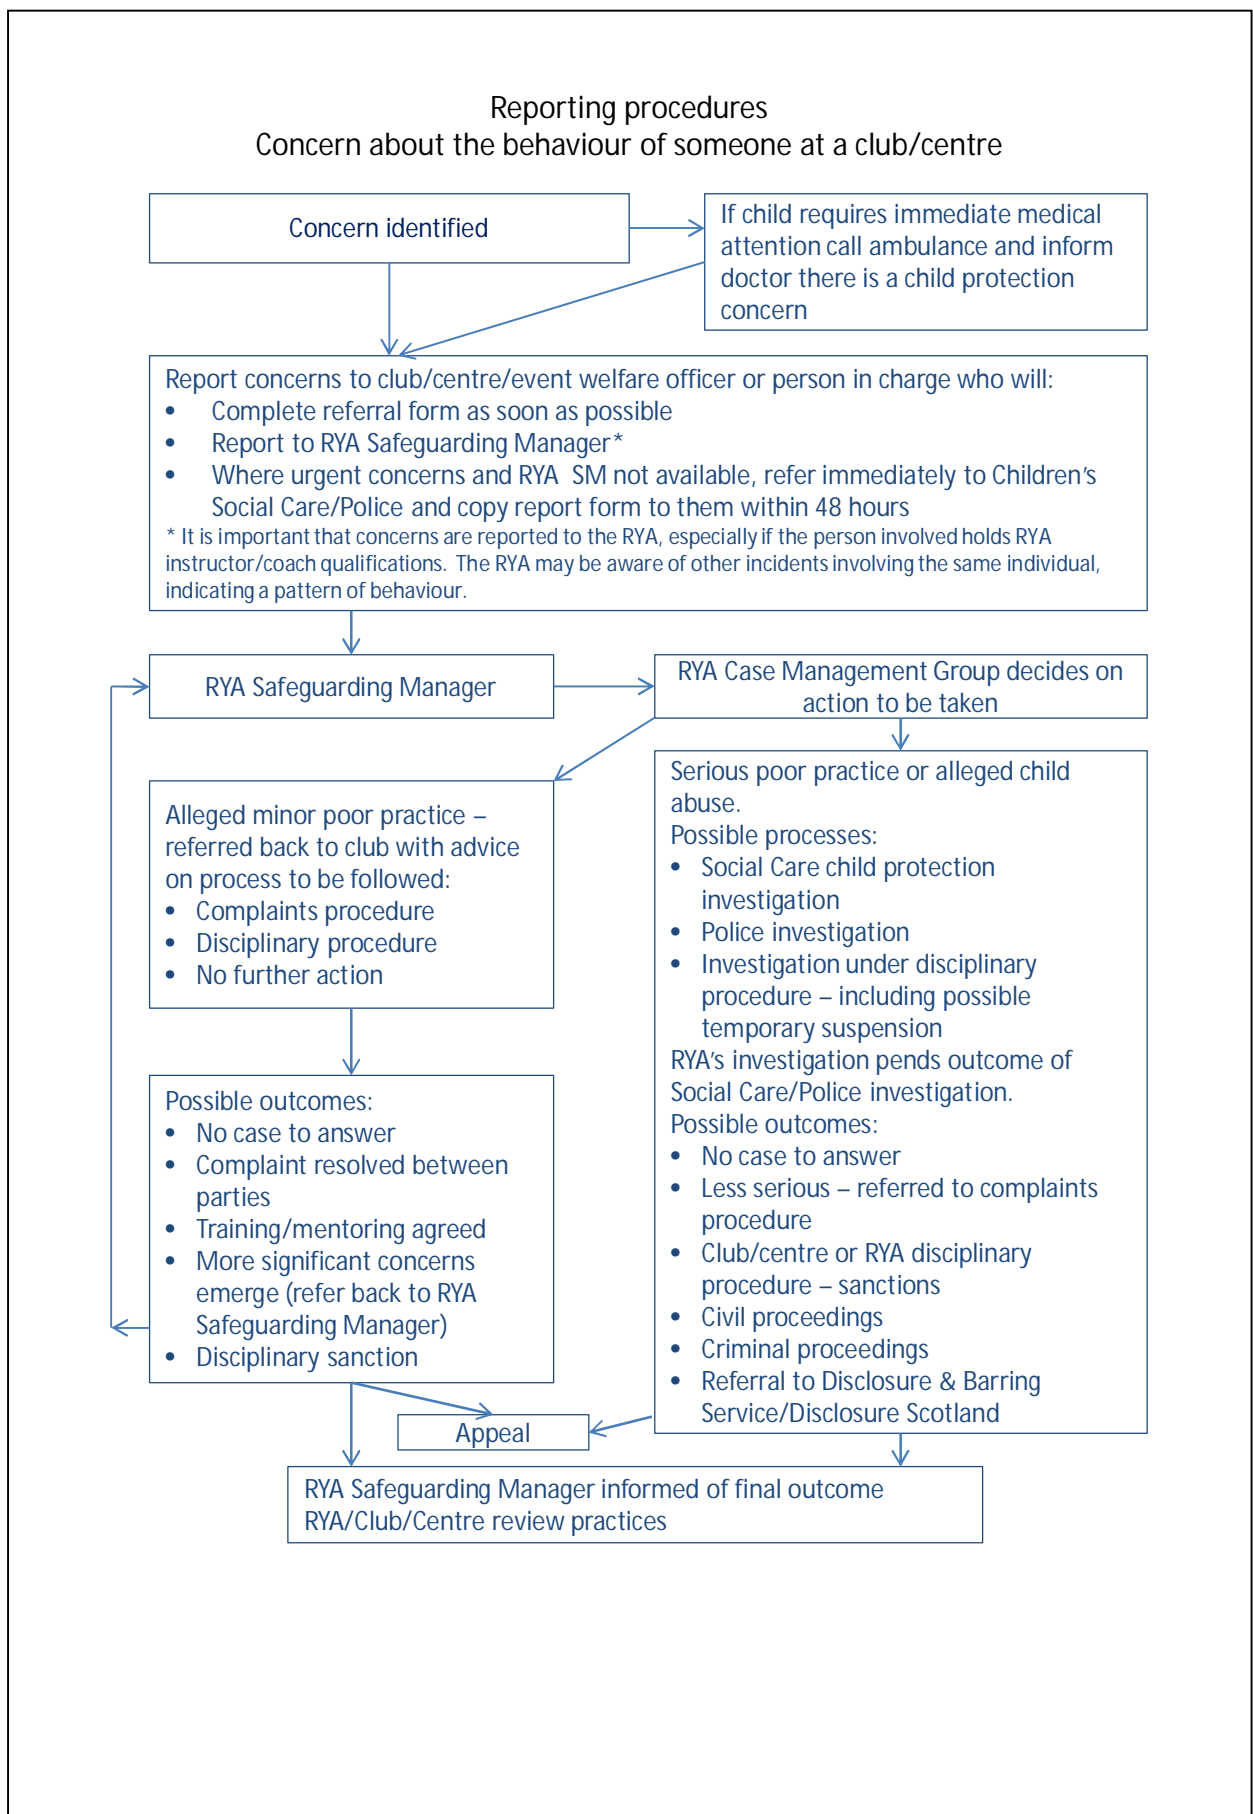 Reporting procedures
Concern about the behaviour of someone at a club/centre
Concern identified
If child requires immediate medical
attention call ambulance and inform
doctor there is a child protection
concern
Report concerns to club/centre/event welfare officer or person in charge who will:
• Complete referral form as soon as possible
• Report to RYA Safeguarding Manager*
• Where urgent concerns and RYA SM not available, refer immediately to Children's
Social Care/Police and copy report form to them within 48 hours
* It is important that concerns are reported to the RYA, especially if the person involved holds RYA
instructor/coach qualifications. The RYA may be aware of other incidents involving the same individual,
indicating a pattern of behaviour.
RYA Safeguarding Manager
RYA Case Management Group decides on
action to be taken
Alleged minor poor practice –
referred back to club with advice
on process to be followed:
• Complaints procedure
• Disciplinary procedure
• No further action
Serious poor practice or alleged child
abuse.
Possible processes:
• Social Care child protection
investigation
• Police investigation
• Investigation under disciplinary
procedure – including possible
temporary suspension
RYA's investigation pends outcome of
Social Care/Police investigation.
Possible outcomes:
• No case to answer
• Less serious – referred to complaints
procedure
• Club/centre or RYA disciplinary
procedure – sanctions
• Civil proceedings
• Criminal proceedings
• Referral to Disclosure & Barring
Service/Disclosure Scotland
Possible outcomes:
• No case to answer
• Complaint resolved between
parties
• Training/mentoring agreed
• More significant concerns
emerge (refer back to RYA
Safeguarding Manager)
• Disciplinary sanction
Appeal
RYA Safeguarding Manager informed of final outcome
RYA/Club/Centre review practices